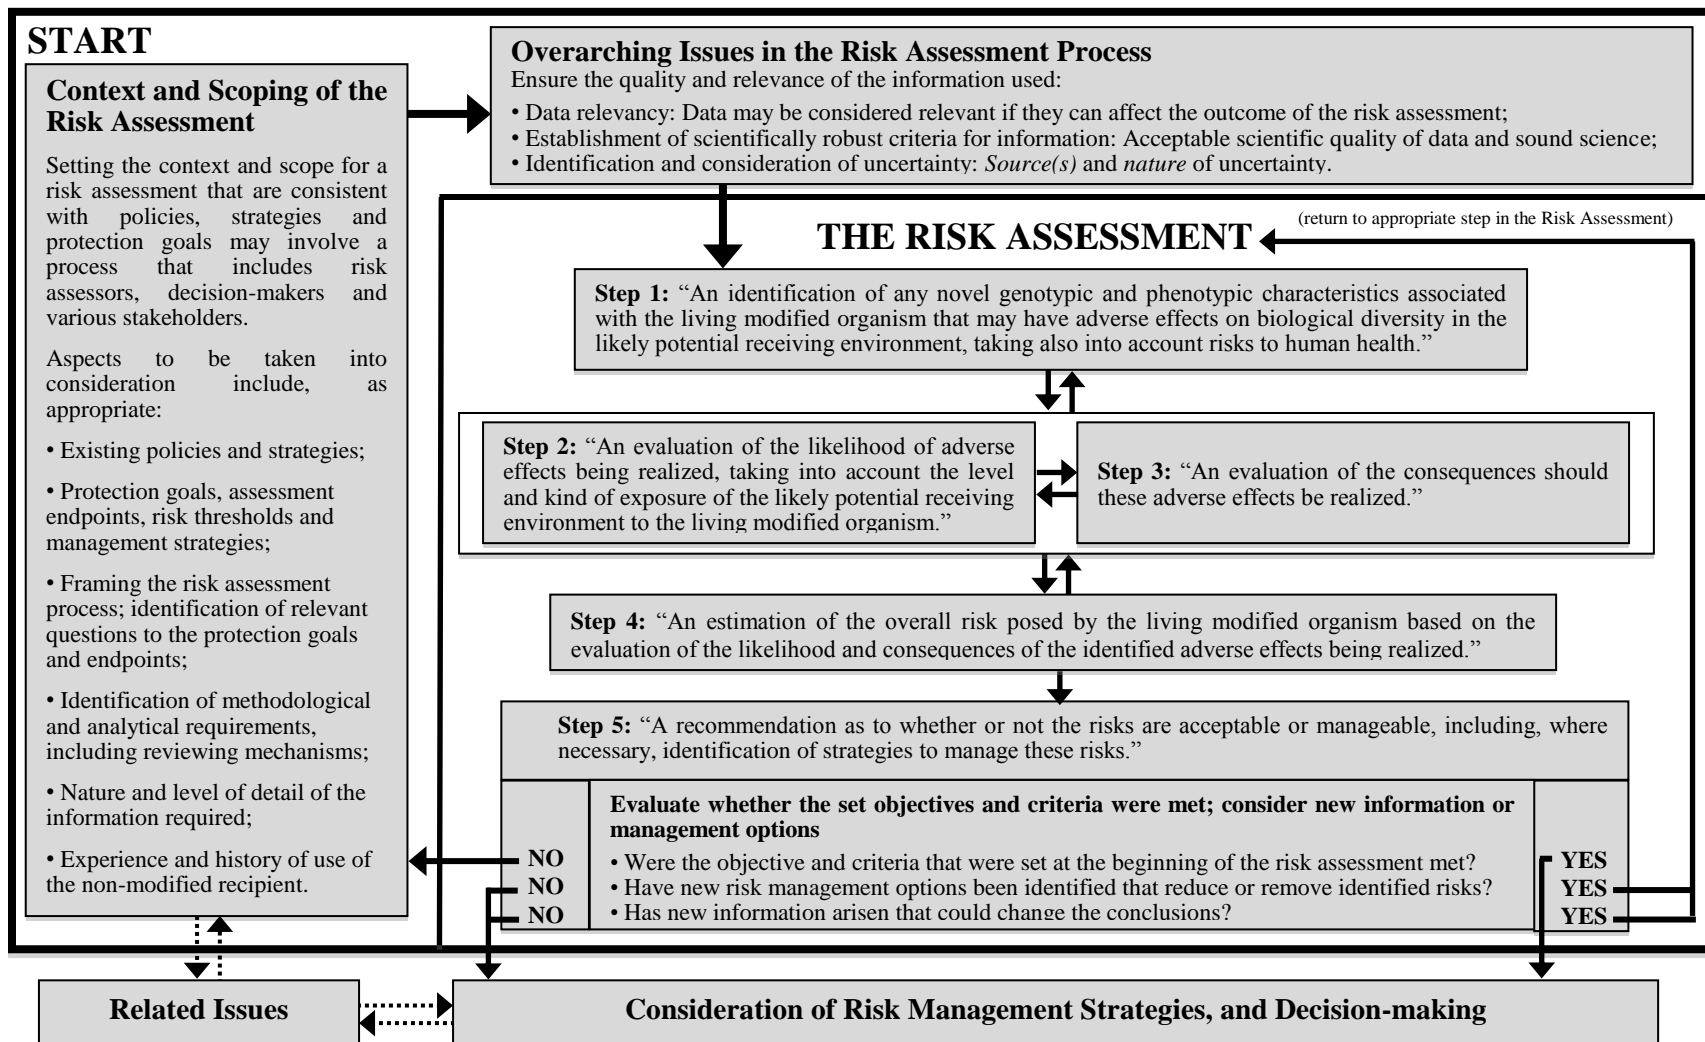 START
Context and Scoping of the
Risk Assessment
Setting the context and scope for a
risk assessment that are consistent
with policies, strategies and
protection goals may involve a
process that includes risk
assessors, decision-makers and
various stakeholders.
Aspects to be taken into
consideration include, as
appropriate:
• Existing policies and strategies;
• Protection goals, assessment
endpoints, risk thresholds and
management strategies;
• Framing the risk assessment
process; identification of relevant
questions to the protection goals
and endpoints;
• Identification of methodological
and analytical requirements,
including reviewing mechanisms;
• Nature and level of detail of the
information required;
• Experience and history of use of
the non-modified recipient.
Overarching Issues in the Risk Assessment Process
Ensure the quality and relevance of the information used:
• Data relevancy: Data may be considered relevant if they can affect the outcome of the risk assessment;
• Establishment of scientifically robust criteria for information: Acceptable scientific quality of data and sound science;
• Identification and consideration of uncertainty: Source(s) and nature of uncertainty.
THE RISK ASSESSMENT
(return to appropriate step in the Risk Assessment)
Step 1: “An identification of any novel genotypic and phenotypic characteristics associated
with the living modified organism that may have adverse effects on biological diversity in the
likely potential receiving environment, taking also into account risks to human health.”
Step 2: “An evaluation of the likelihood of adverse
effects being realized, taking into account the level
and kind of exposure of the likely potential receiving
environment to the living modified organism.”
Step 3: “An evaluation of the consequences should
these adverse effects be realized.”
Step 4: “An estimation of the overall risk posed by the living modified organism based on the
evaluation of the likelihood and consequences of the identified adverse effects being realized.”
Step 5: “A recommendation as to whether or not the risks are acceptable or manageable, including, where
necessary, identification of strategies to manage these risks.”
Evaluate whether the set objectives and criteria were met; consider new information or
management options
NO • Were the objective and criteria that were set at the beginning of the risk assessment met? YES
NO • Have new risk management options been identified that reduce or remove identified risks? YES
NO • Has new information arisen that could change the conclusions? YES
Related Issues
Consideration of Risk Management Strategies, and Decision-making